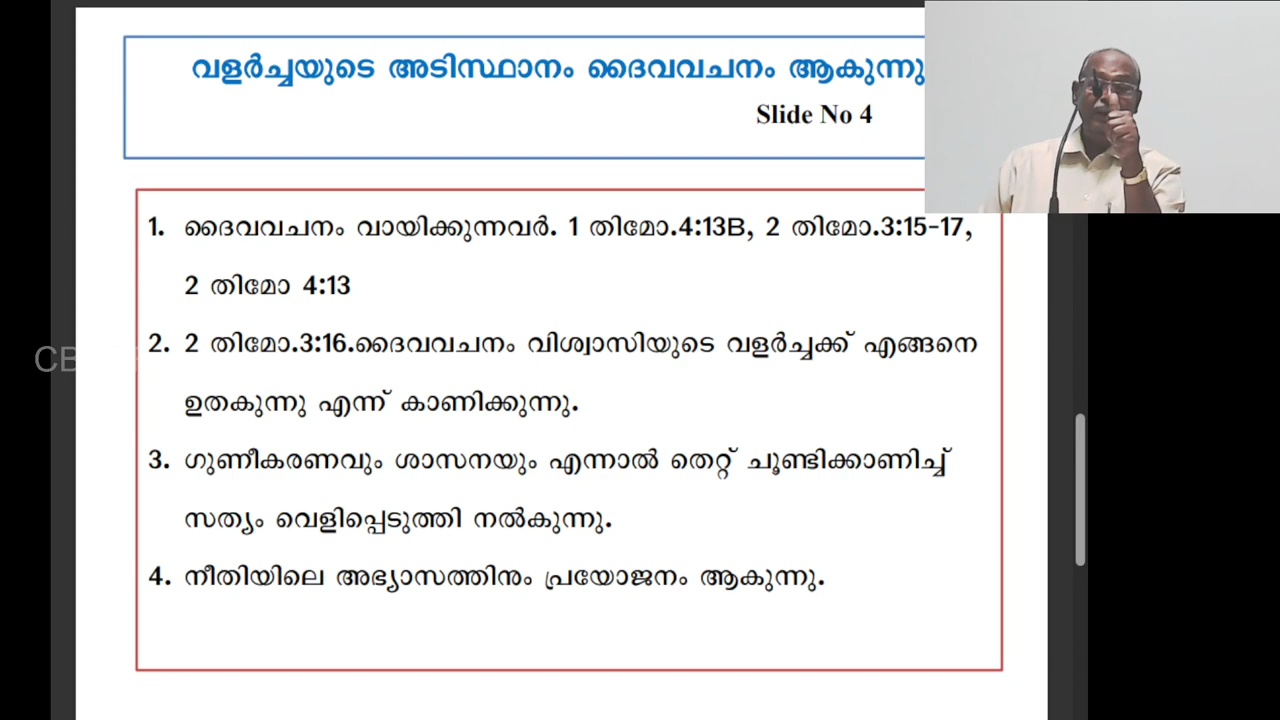 വളർച്ചയുടെ അടിസ്ഥാനം ദൈവവചനം ആകുന്നു
Slide No 4
1. ദൈവവചനം വായിക്കുന്നവർ. 1 തിമോ.4:13B, 2 തിമോ.3:15-17,
2 തിമോ 4:13
2. 2 തിമോ.3:16.ദൈവവചനം വിശ്വാസിയുടെ വളർച്ചക്ക് എങ്ങനെ
ഉതകുന്നു എന്ന് കാണിക്കുന്നു.
3. ഗുണീകരണവും ശാസനയും എന്നാൽ തെറ്റ് ചൂണ്ടിക്കാണിച്ച്
സത്യം വെളിപ്പെടുത്തി നൽകുന്നു.
4. നീതിയിലെ അഭ്യാസത്തിനും പ്രയോജനം ആകുന്നു.